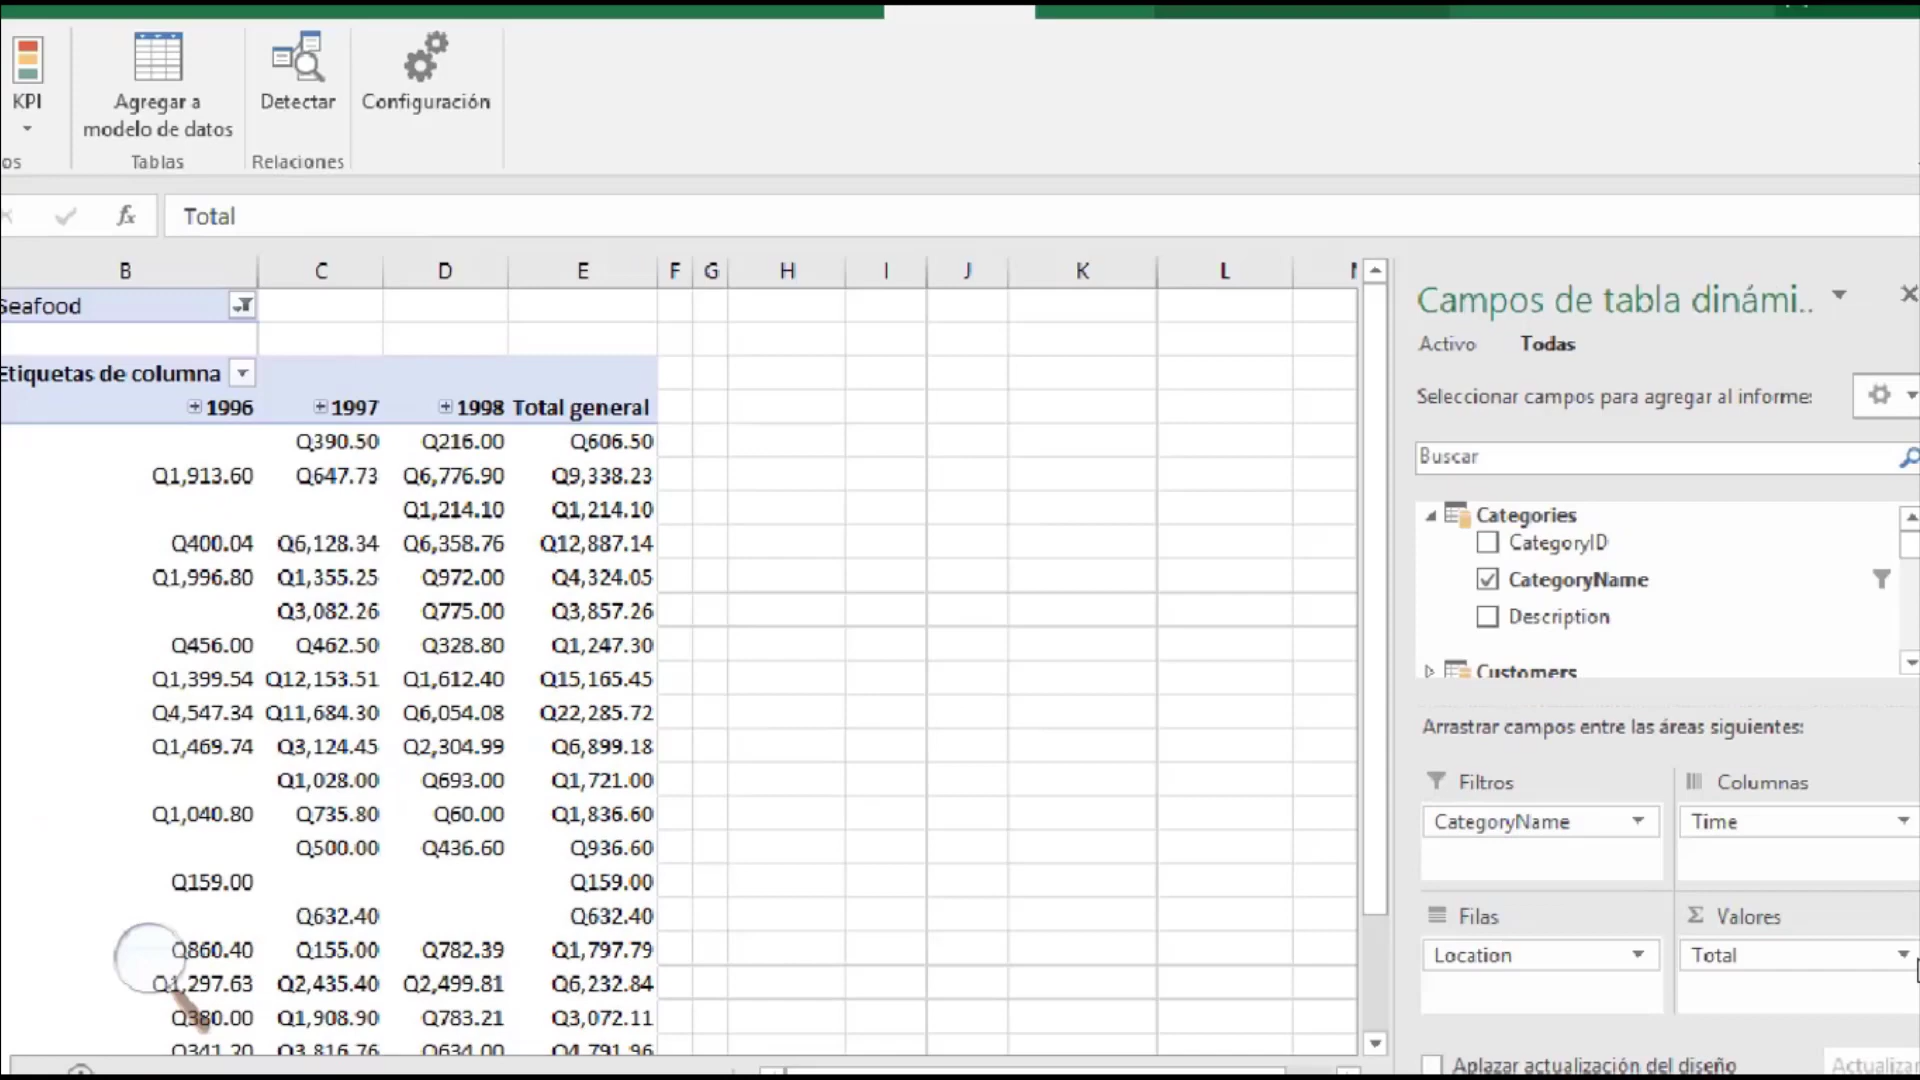 KPI
Agregar a
modelo de datos
Detectar
Configuración
os
Tablas
Relaciones
fx
Total
B C D E F G H I J K L
Seafood
Etiquetas de columna
1996 1997 1998 Total general
Q390.50 Q216.00 Q606.50
Q1,913.60 Q647.73 Q6,776.90 Q9,338.23
Q1,214.10 Q1,214.10
Q400.04 Q6,128.34 Q6,358.76 Q12,887.14
Q1,996.80 Q1,355.25 Q972.00 Q4,324.05
Q3,082.26 Q775.00 Q3,857.26
Q456.00 Q462.50 Q328.80 Q1,247.30
Q1,399.54 Q12,153.51 Q1,612.40 Q15,165.45
Q4,547.34 Q11,684.30 Q6,054.08 Q22,285.72
Q1,469.74 Q3,124.45 Q2,304.99 Q6,899.18
Q1,028.00 Q693.00 Q1,721.00
Q1,040.80 Q735.80 Q60.00 Q1,836.60
Q500.00 Q436.60 Q936.60
Q159.00 Q159.00
Q632.40 Q632.40
Q860.40 Q155.00 Q782.39 Q1,797.79
Q1,297.63 Q2,435.40 Q2,499.81 Q6,232.84
Q380.00 Q1,908.90 Q783.21 Q3,072.11
Q341.20 Q3,816.76 Q634.00 Q4,791.96
Campos de tabla dinámi..
Activo Todas
Seleccionar campos para agregar al informe:
Buscar
Categories
CategoryID
CategoryName
Description
Customers
Arrastrar campos entre las áreas siguientes:
Filtros
Columnas
CategoryName
Time
Filas
Σ Valores
Location
Total
Aplazar actualización del diseño
Actualizar